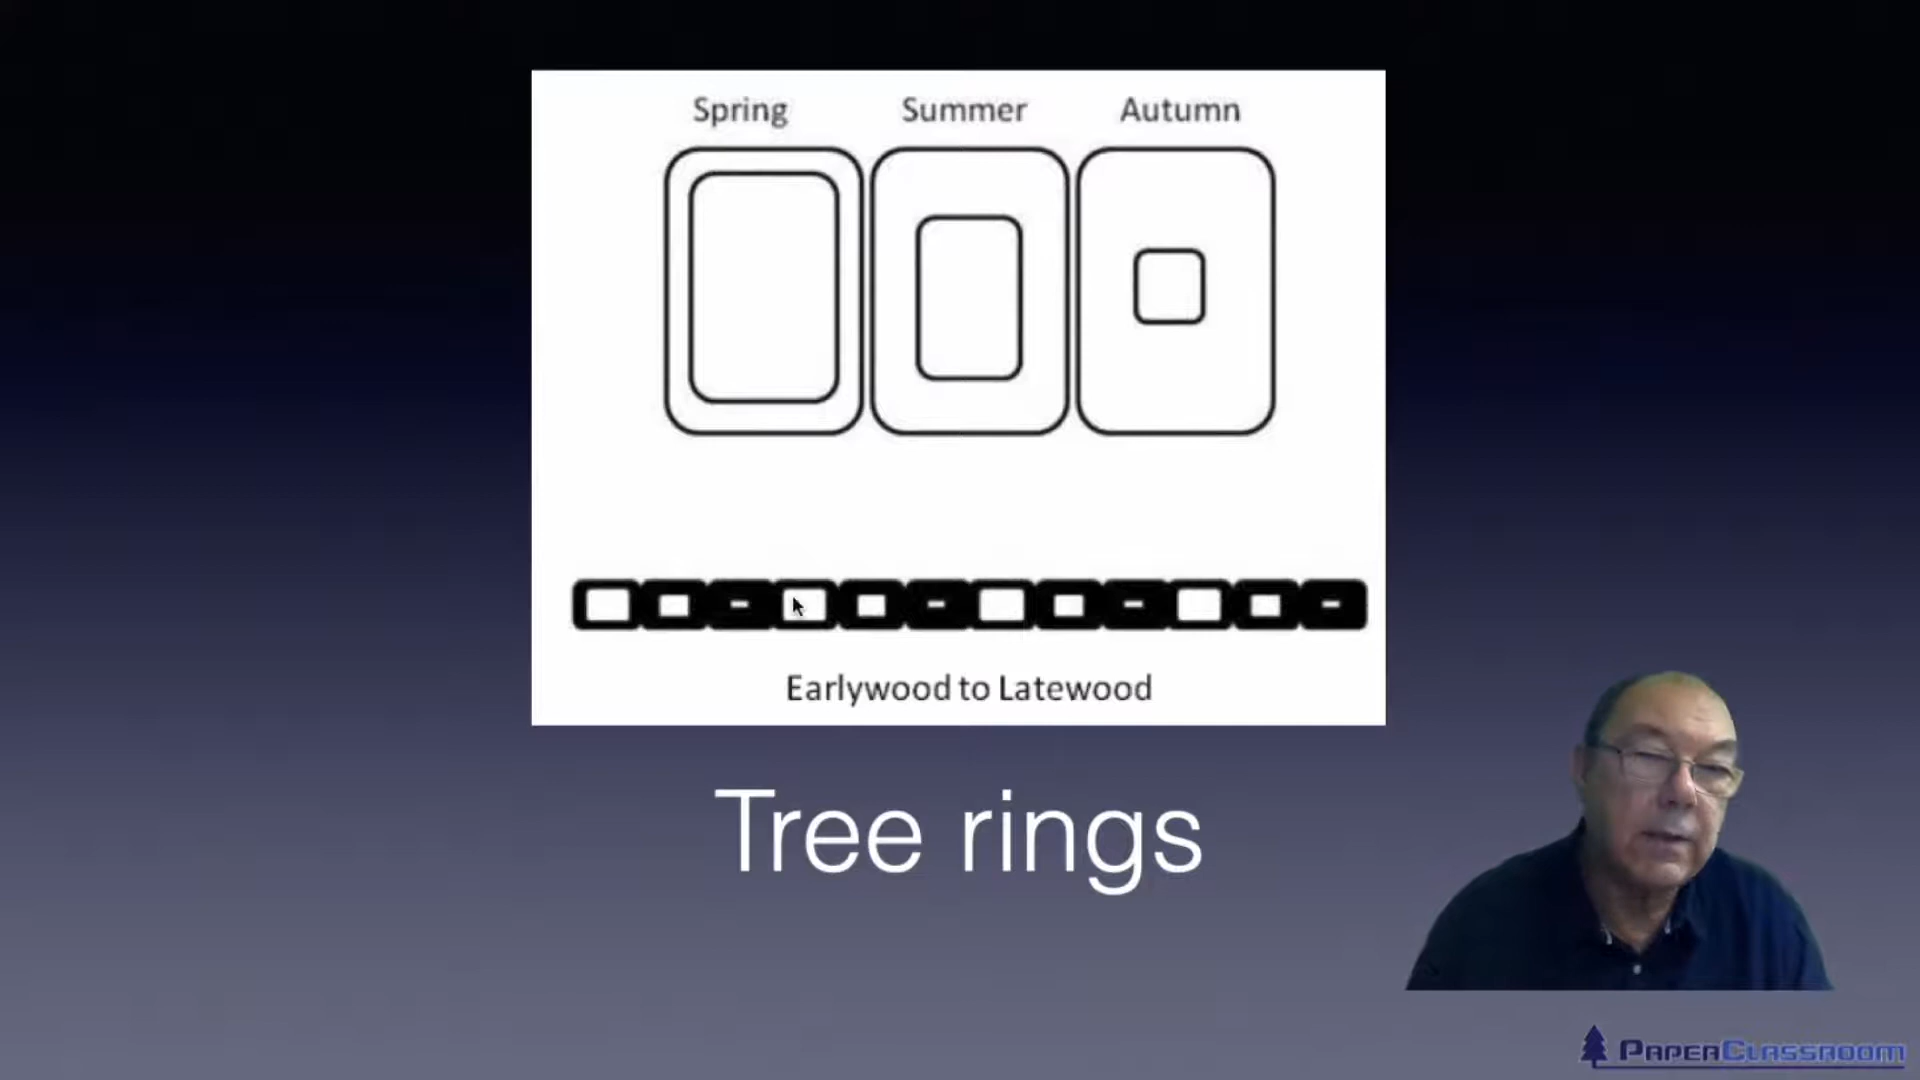 Spring Summer Autumn
Earlywood to Latewood
Tree rings
PAPERCLASSROOM